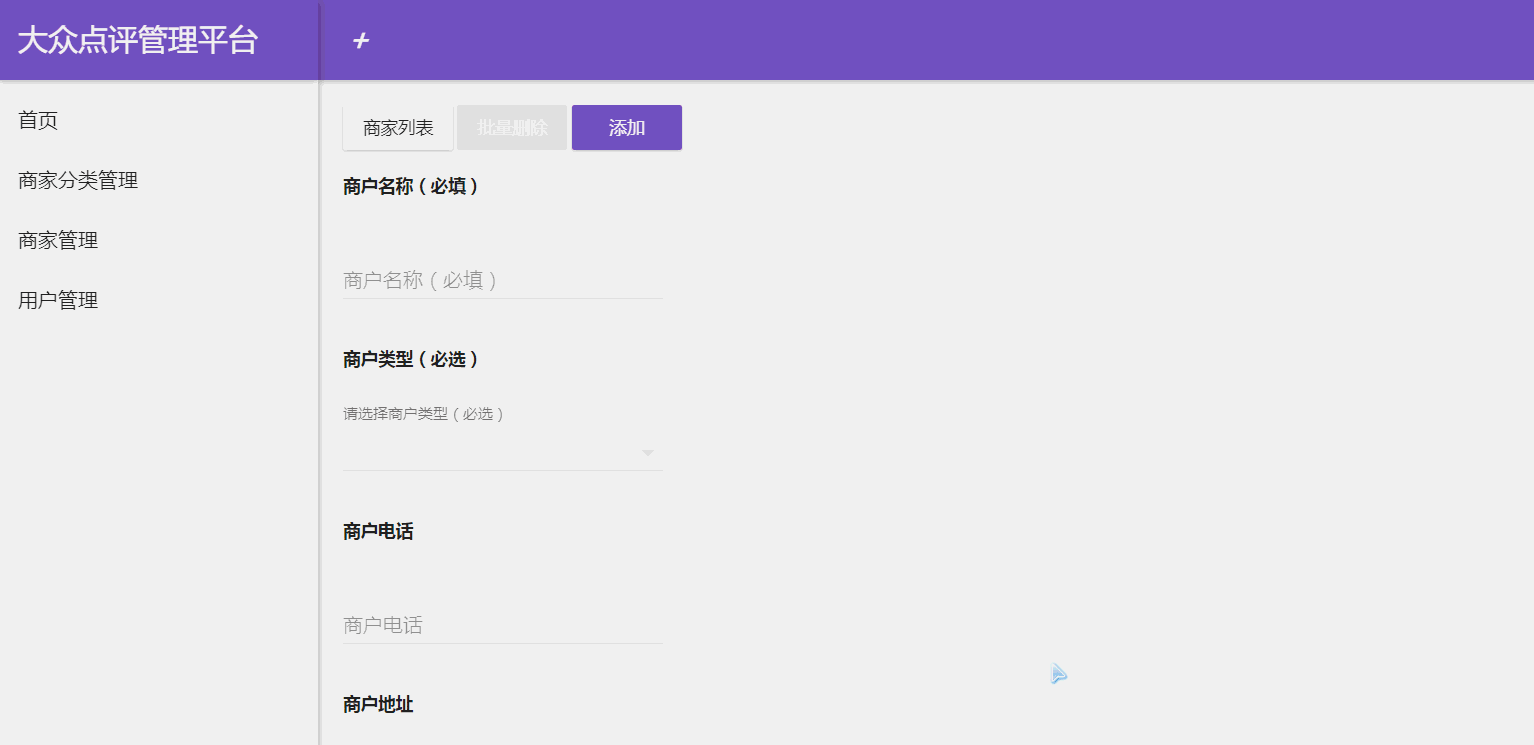 大众点评管理平台
+
首页
商家分类管理
商家管理
用户管理
商家列表 批量删除 添加
商户名称（必填）
商户名称（必填）
商户类型（必选）
请选择商户类型（必选）
商户电话
商户电话
商户地址